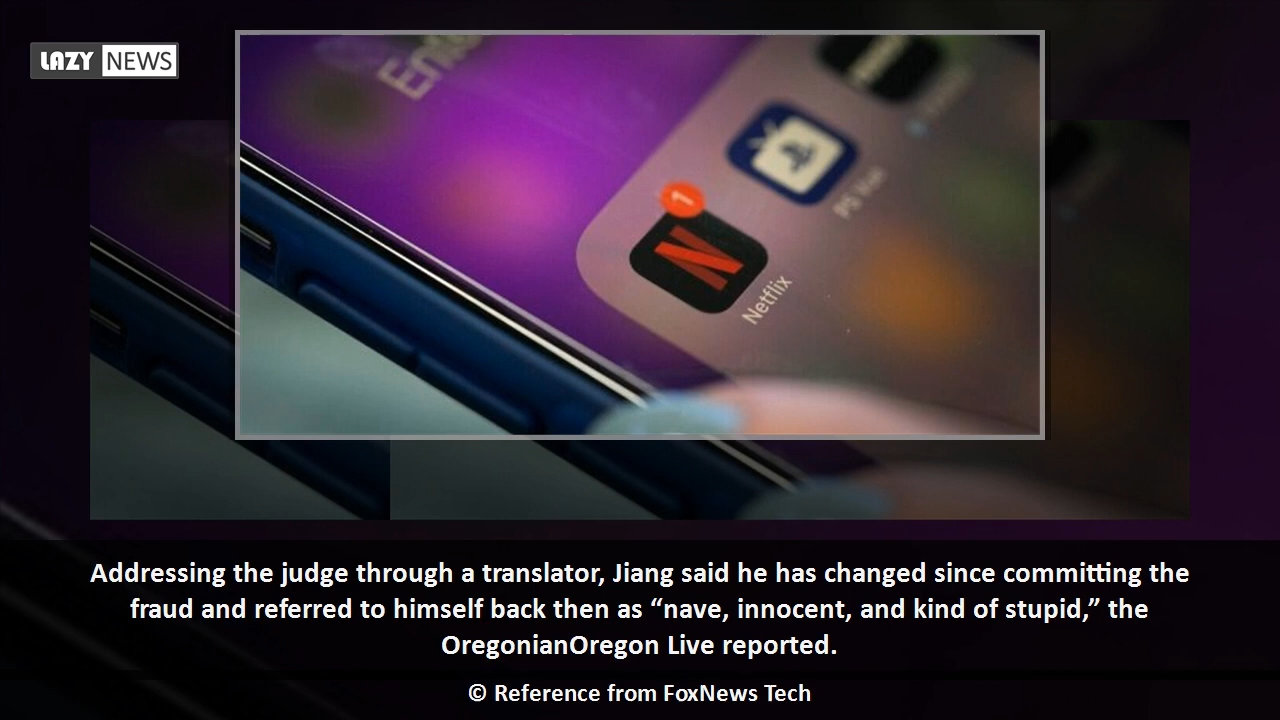 LAZY NEWS
1
Netflix
Addressing the judge through a translator, Jiang said he has changed since committing the
fraud and referred to himself back then as “nave, innocent, and kind of stupid,” the
OregonianOregon Live reported.
© Reference from FoxNews Tech